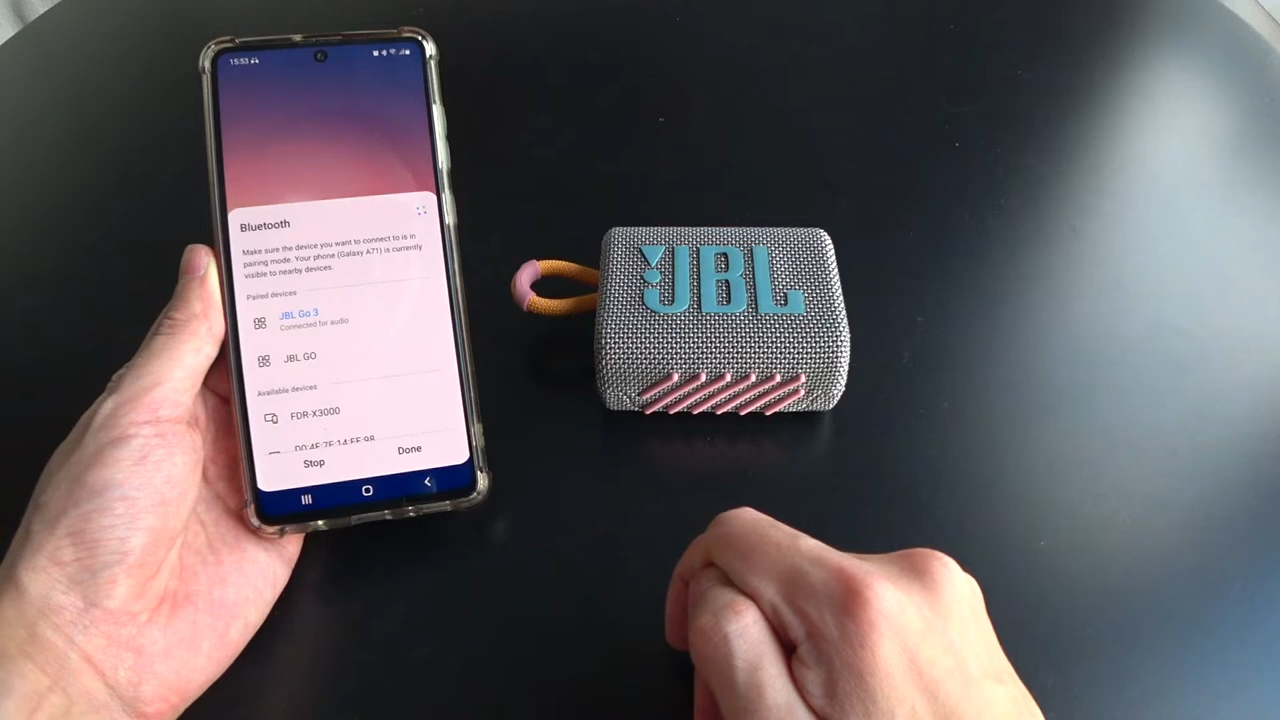 15:53
Bluetooth
Make sure the device you want to connect to is in
pairing mode. Your phone (Galaxy A71) is currently
visible to nearby devices.
Paired devices
JBL Go 3
Connected for audio
JBL GO
Available devices
FDR-X3000
Stop
Done
JBL